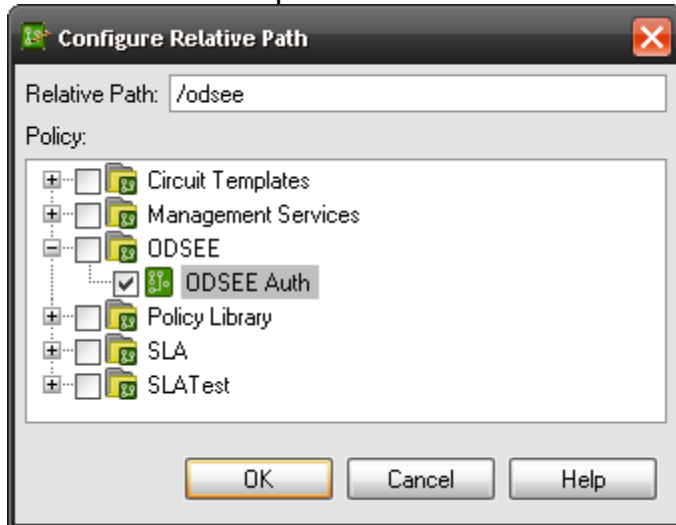 Configure Relative Path
Relative Path: /odsee
Policy:
Circuit Templates
Management Services
ODSEE
ODSEE Auth
Policy Library
SLA
SLATest
OK Cancel Help